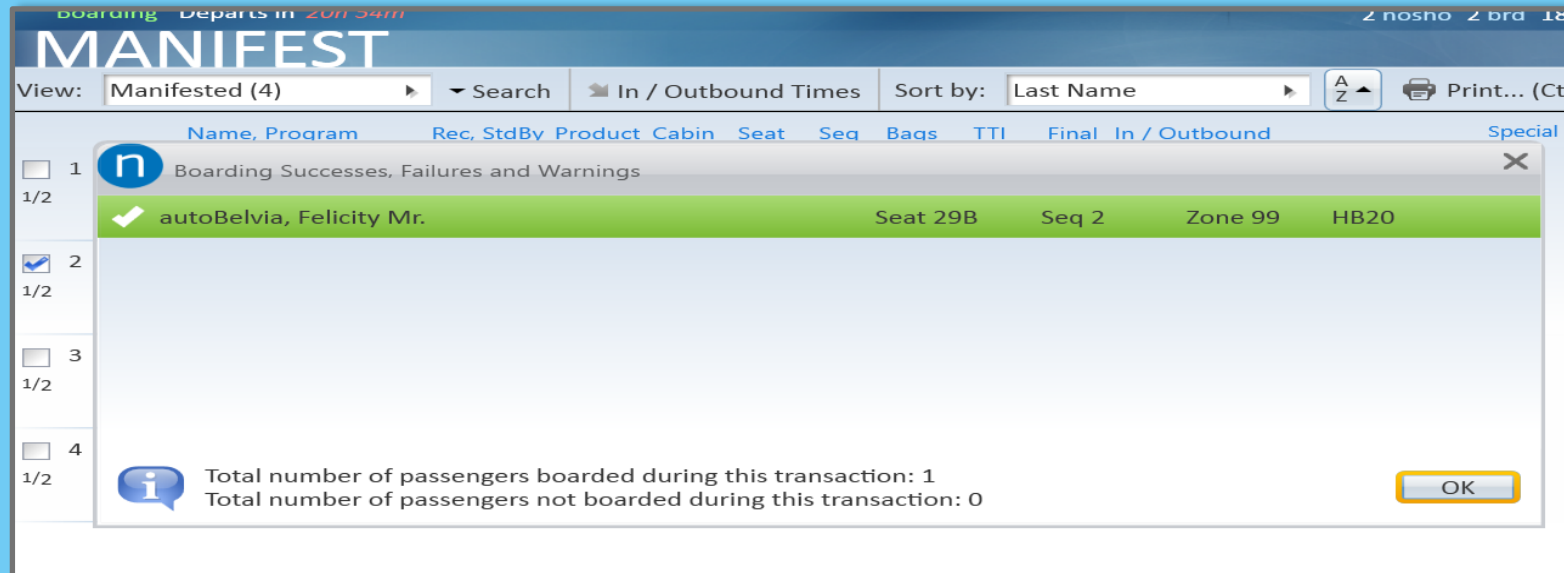 Boarding Departs in 20h 54m 2 nosho 2 brd 18
MANIFEST
View: Manifested (4) Search In / Outbound Times Sort by: Last Name A Z Print... (Ct
Name, Program Rec, StdBy Product Cabin Seat Seq Bags TTI Final In / Outbound Special
1
n Boarding Successes, Failures and Warnings
1/2
autoBelvia, Felicity Mr. Seat 29B Seq 2 Zone 99 HB20
2
1/2
3
1/2
4
Total number of passengers boarded during this transaction: 1
1/2
OK
Total number of passengers not boarded during this transaction: 0